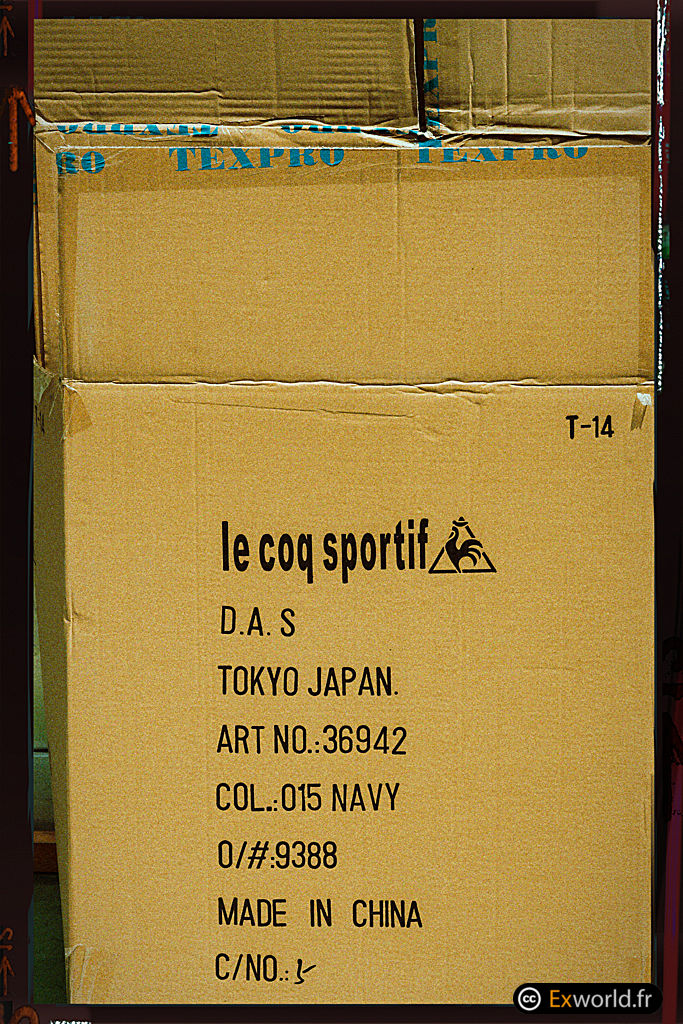 TEXPRO TEXPRO
T-14
le coq sportif
D.A. S
TOKYO JAPAN.
ART NO.:36942
COL.:015 NAVY
O/#:9388
MADE IN CHINA
C/NO.:
cc Exworld.fr